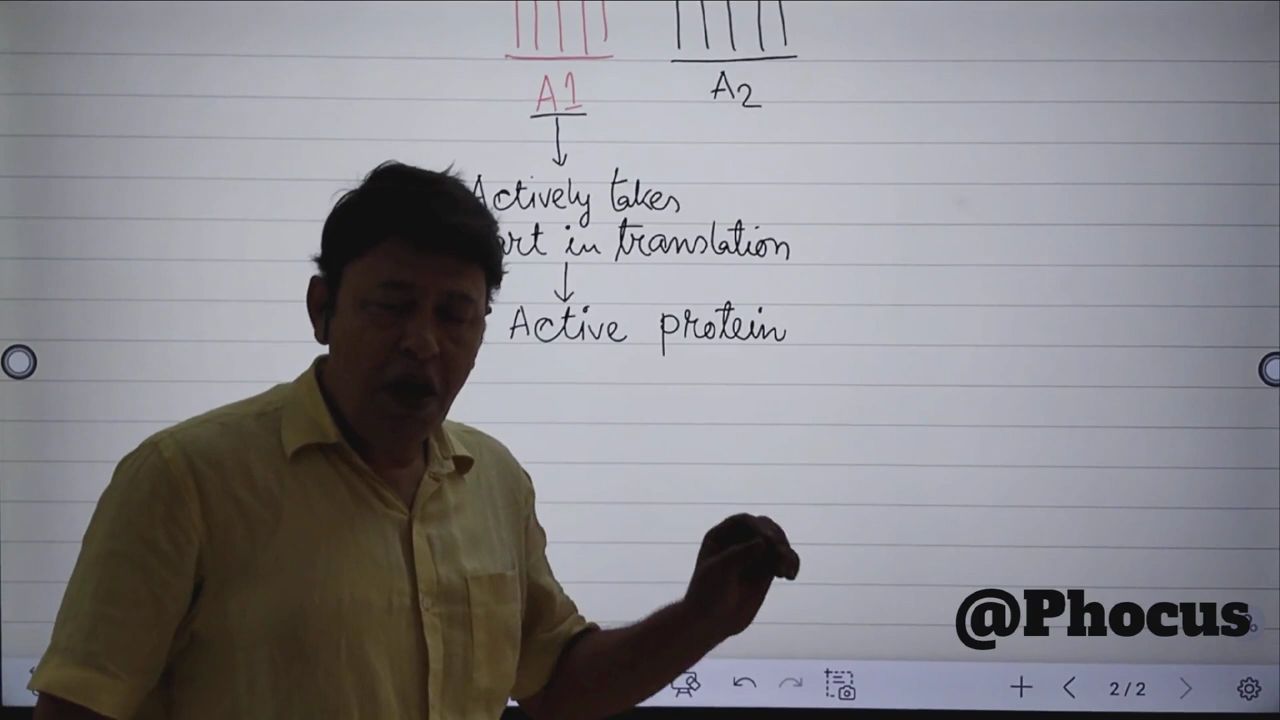 A1 A2
Actively takes
in translation
Active protein
@Phocus
2/2